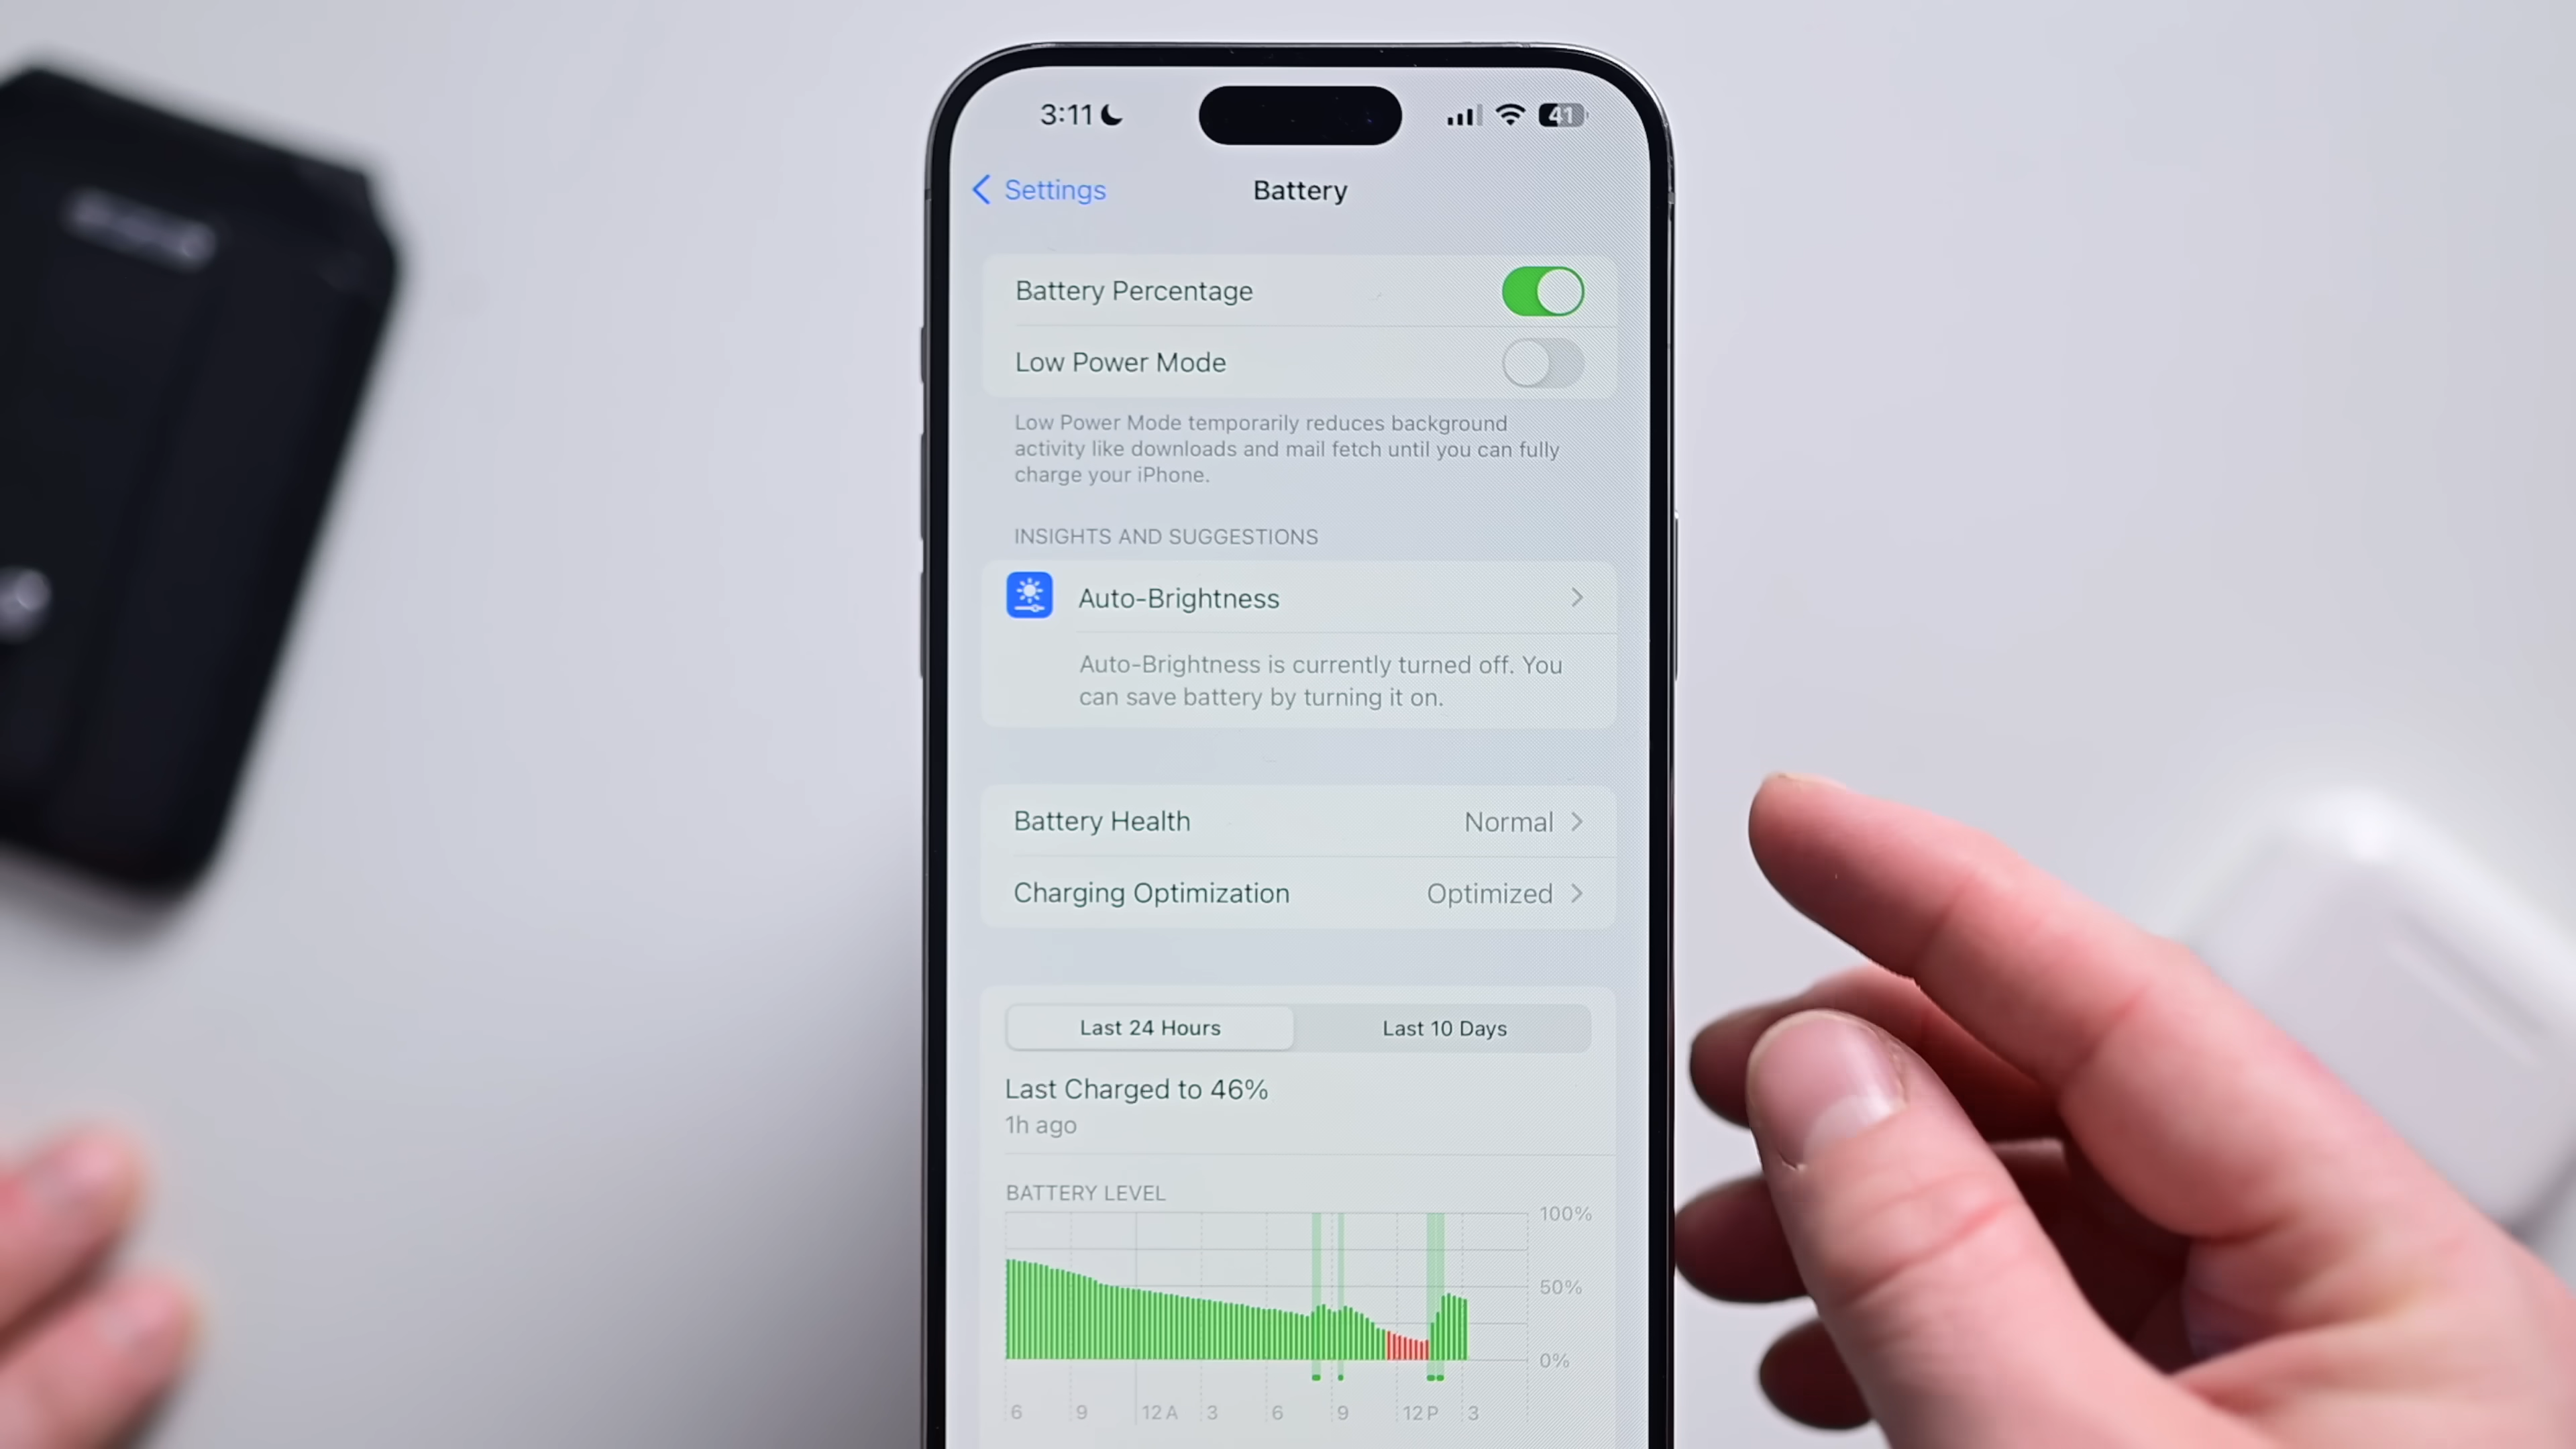 3:11
41
Settings
Battery
Battery Percentage
Low Power Mode
Low Power Mode temporarily reduces background
activity like downloads and mail fetch until you can fully
charge your iPhone.
INSIGHTS AND SUGGESTIONS
Auto-Brightness
Auto-Brightness is currently turned off. You
can save battery by turning it on.
Battery Health Normal
Charging Optimization Optimized
Last 24 Hours Last 10 Days
Last Charged to 46%
1h ago
BATTERY LEVEL
100%
50%
0%
6 9 12 A 3 6 9 12 P 3